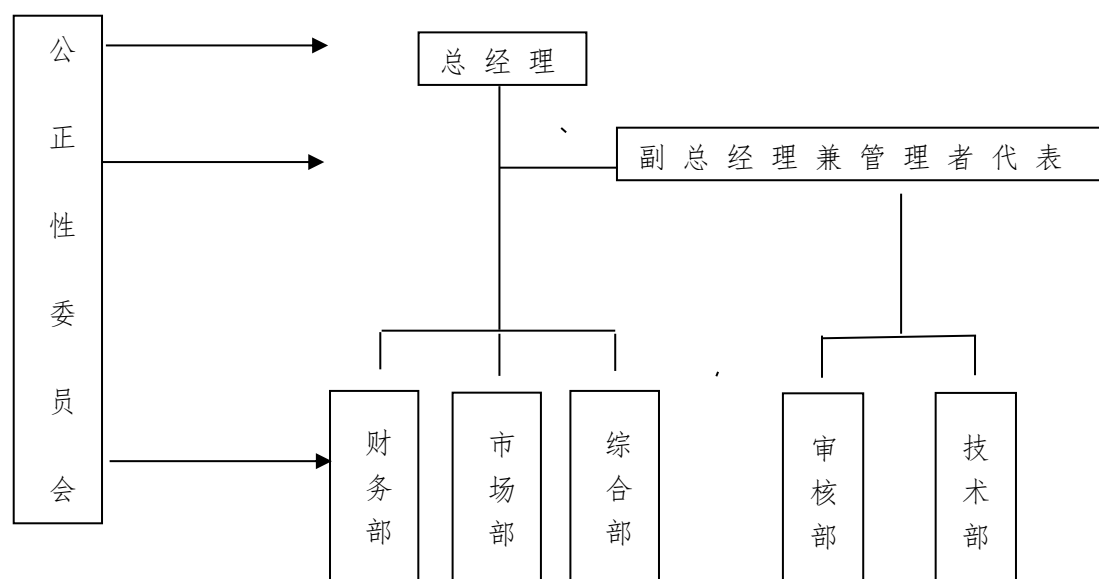 公正性委员会
总经理
副总经理兼管理者代表
财务部
市场部
综合部
审核部
技术部